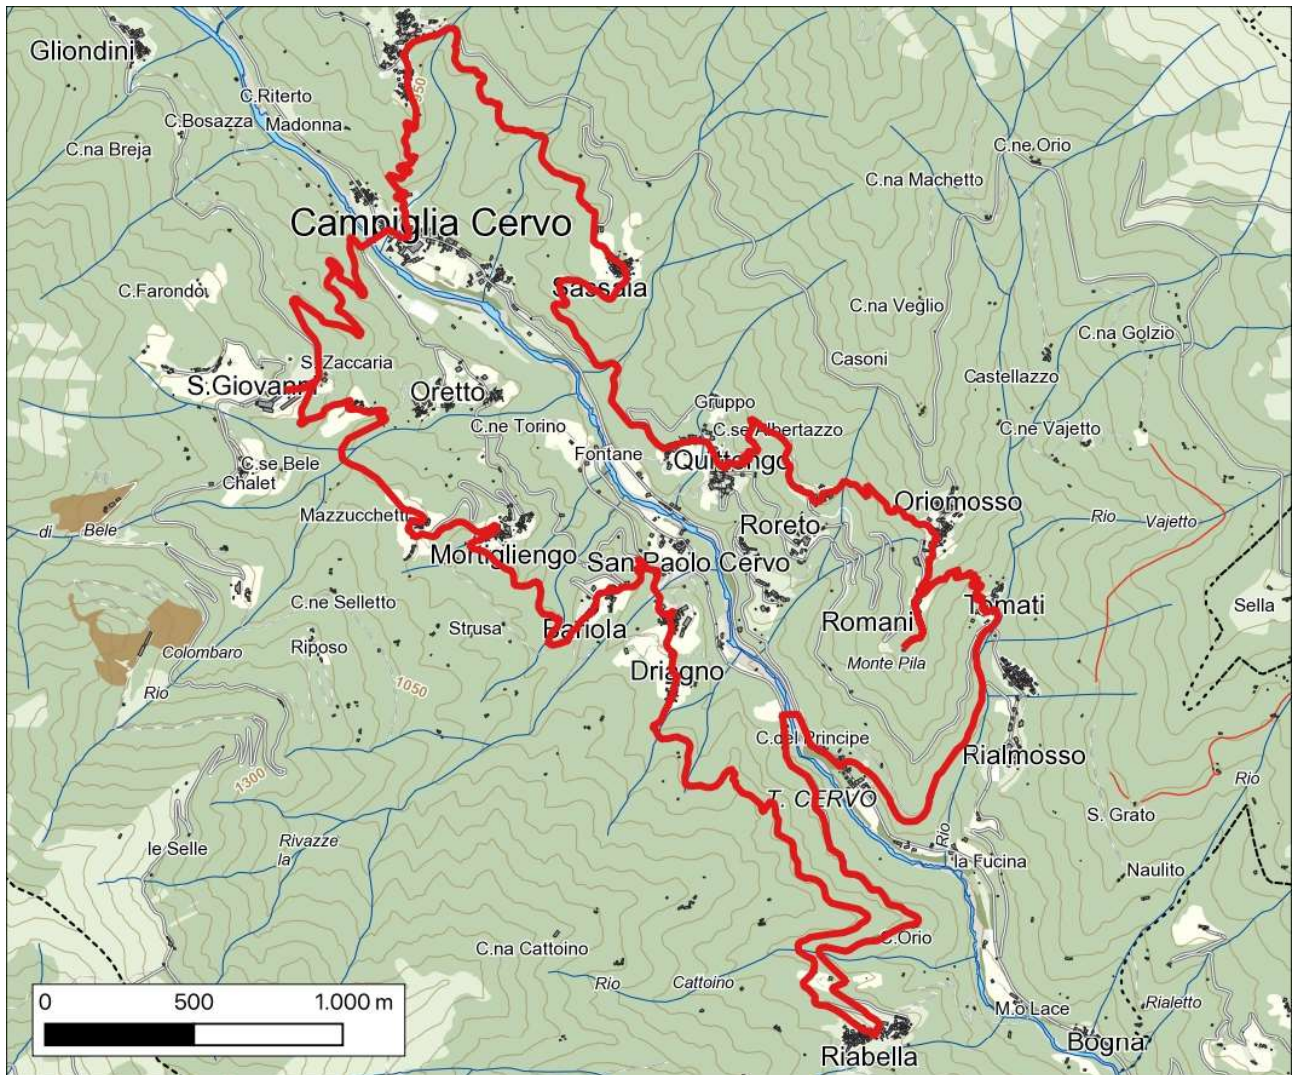 Gliondini
C.Riterto
C.Bosazza
Madonna
C.na Breja
C.ne Orio
C.na Machetto
Campiglia Cervo
C.Farondo
Sassaia
C.na Veglio
C.na Golzio
Casoni
S. Zaccaria
S.Giovanni
Oretto
Castellazzo
Gruppo
C.se Albertazzo
C.ne Torino
C.ne Vajetto
Fontane
Quittengo
C.se Bele
Chalet
Mazzucchetti
Oriomosso
Roreto
Rio
Vajetto
di
Bele
Mortigliengo
San Paolo Cervo
C.ne Selletto
Tomati
Sella
Romani
Strusa
Bariola
Riposo
Colombaro
Monte Pila
Driagno
1050
Rio
C.del Principe
Rialmosso
1300
Rio
T. CERVO
S. Grato
Rivazze
la
le Selle
Rio
la Fucina
Naulito
C.Orio
C.na Cattoino
Rio
Cattoino
0 500 1.000 m
M.o Lace
Rialetto
Bogna
Riabella